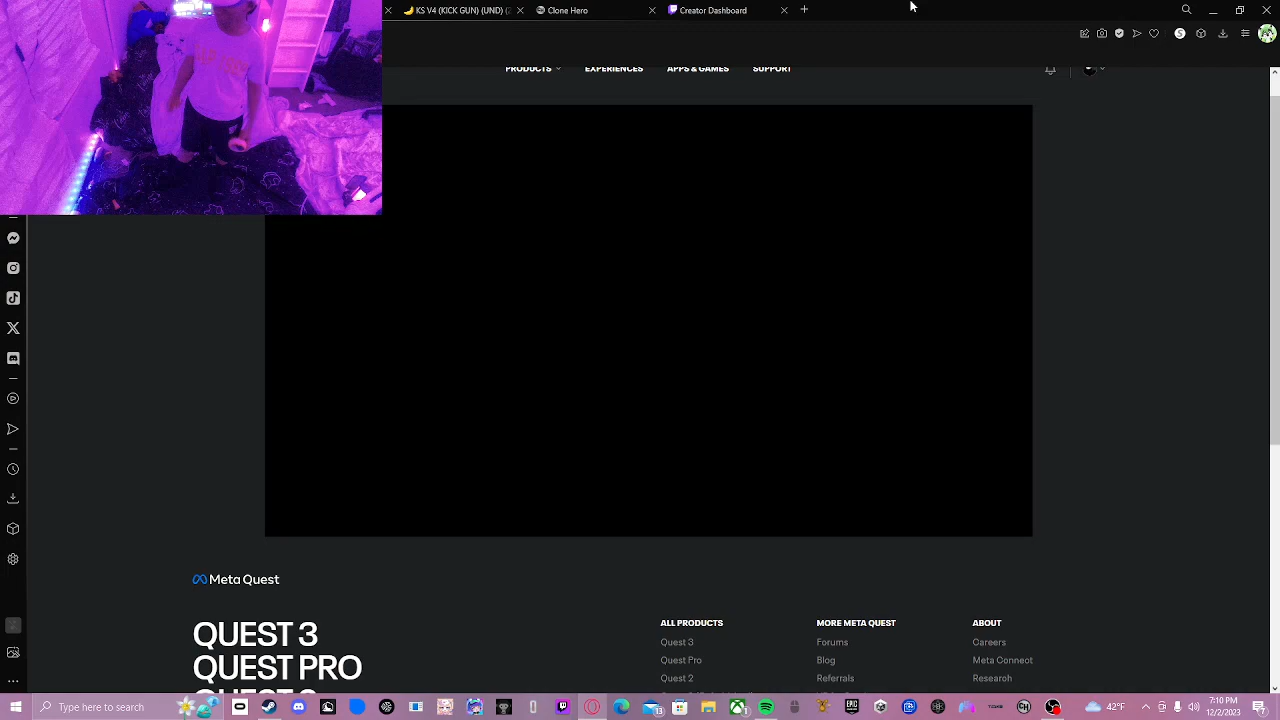 KS V4 (KICK GUN) (UND) (
Clone Hero
Creator Dashboard
PRODUCTS
EXPERIENCES
APPS & GAMES
SUPPORT
Meta Quest
QUEST 3
QUEST PRO
ALL PRODUCTS
Quest 3
Quest Pro
Quest 2
MORE META QUEST
Forums
Blog
Referrals
ABOUT
Careers
Meta Connect
Research
Type here to search
7:10 PM
12/2/2023